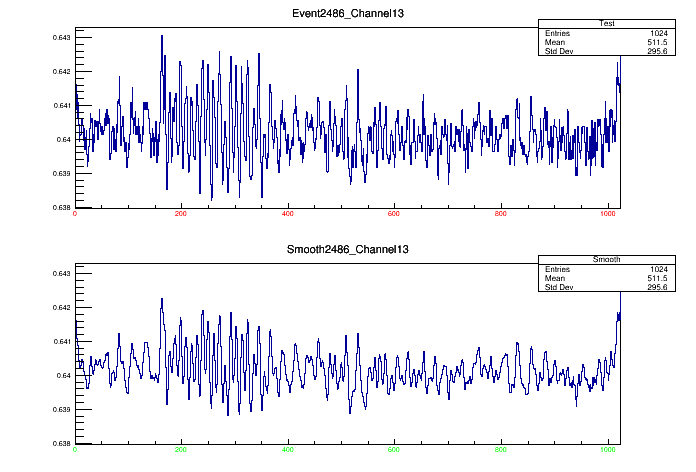 Event2486_Channel13
Test
Entries 1024
Mean 511.5
Std Dev 295.6
0.643
0.642
0.641
0.64
0.639
0.638
0 200 400 600 800 1000
Smooth2486_Channel13
Smooth
Entries 1024
Mean 511.5
Std Dev 295.6
0.643
0.642
0.641
0.64
0.639
0.638
0 200 400 600 800 1000